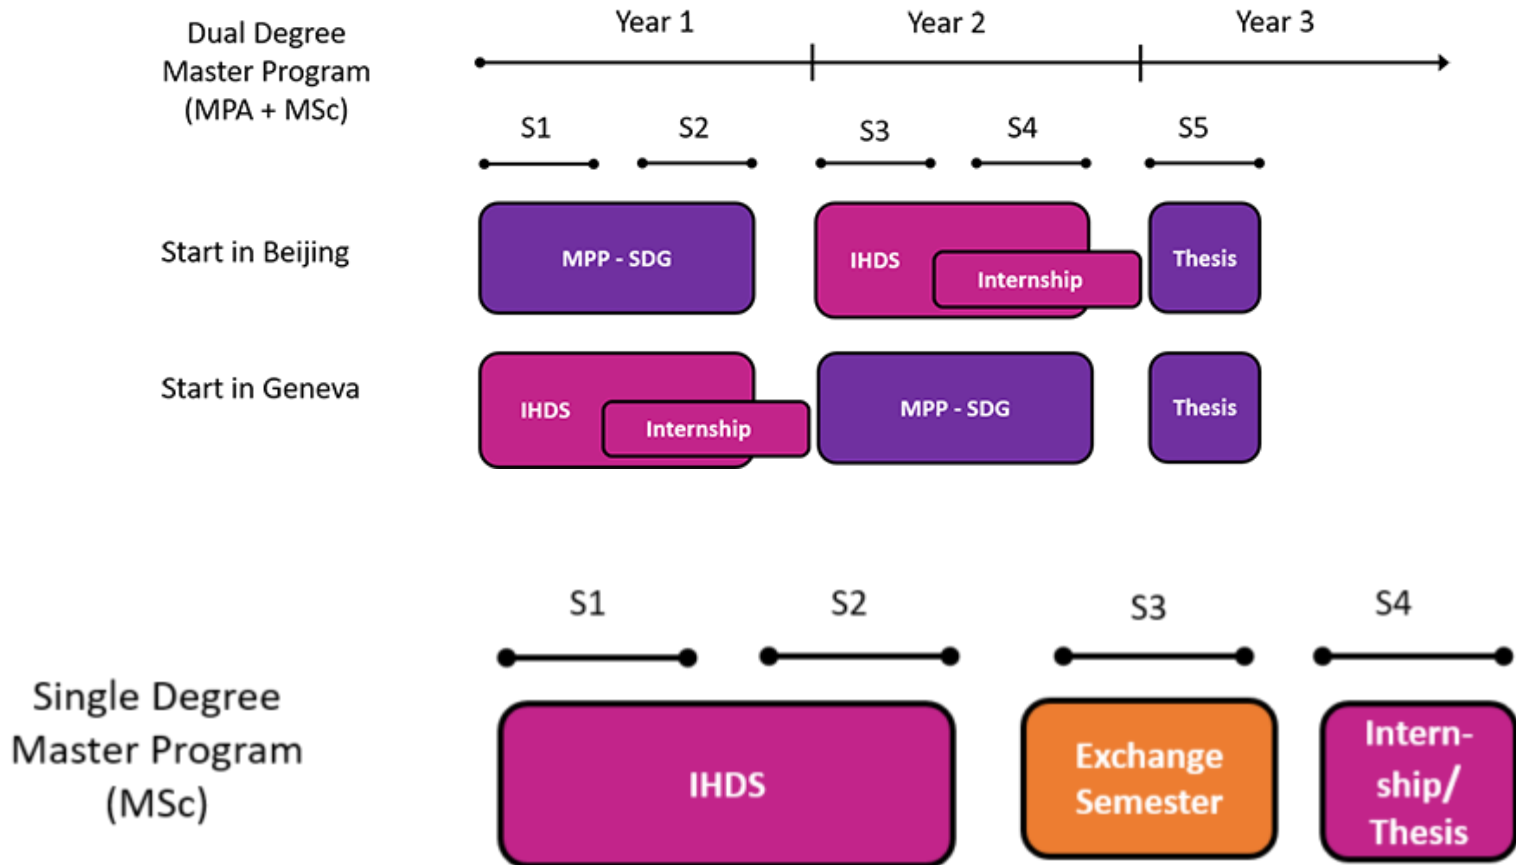 Dual Degree
Master Program
(MPA + MSc)
Year 1
Year 2
Year 3
S1
S2
S3
S4
S5
Start in Beijing
MPP - SDG
IHDS
Internship
Thesis
Start in Geneva
IHDS
Internship
MPP - SDG
Thesis
S1
S2
S3
S4
Single Degree
Master Program
(MSc)
IHDS
Exchange
Semester
Intern-
ship/
Thesis